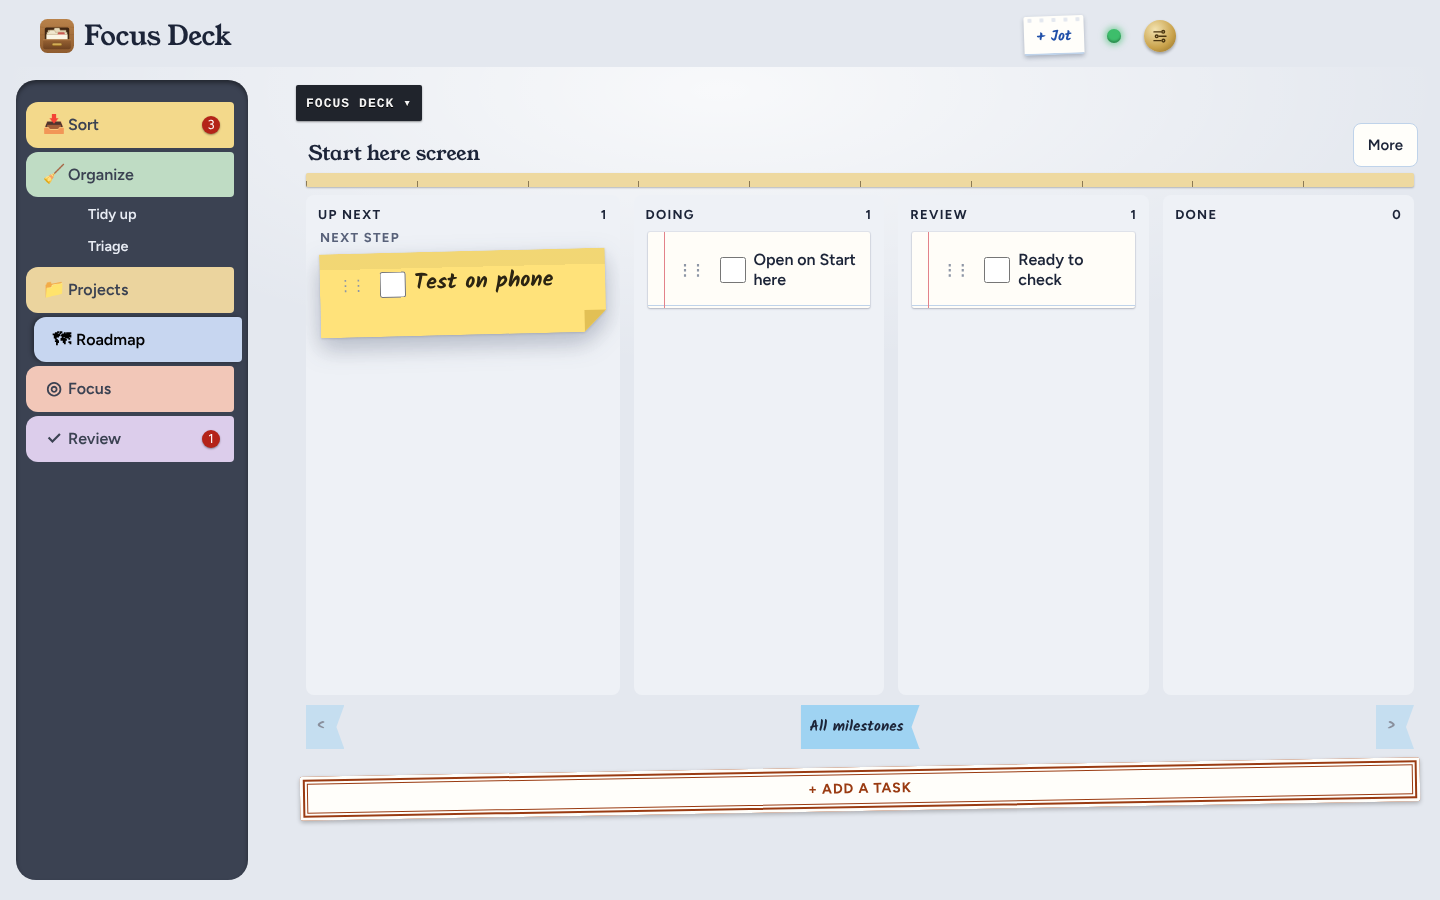 Focus Deck
+ Jot
Sort 3
Organize
Tidy up
Triage
Projects
Roadmap
Focus
Review 1
FOCUS DECK ▾
Start here screen
More
UP NEXT 1
NEXT STEP
Test on phone
DOING 1
Open on Start
here
REVIEW 1
Ready to
check
DONE 0
<
All milestones
>
+ ADD A TASK